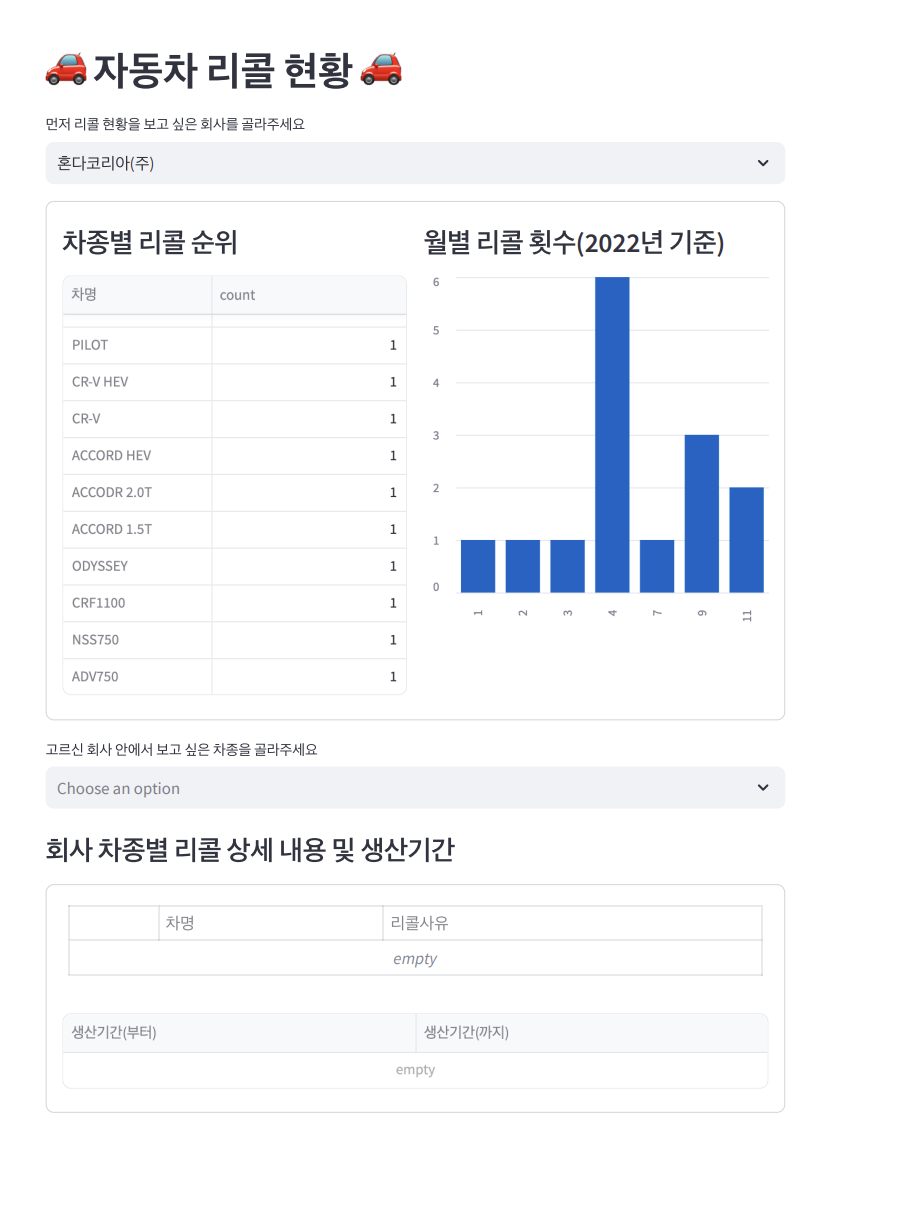 🚗자동차 리콜 현황🚗
먼저 리콜 현황을 보고 싶은 회사를 골라주세요
혼다코리아(주)
차종별 리콜 순위
차명 count
PILOT 1
CR-V HEV 1
CR-V 1
ACCORD HEV 1
ACCODR 2.0T 1
ACCORD 1.5T 1
ODYSSEY 1
CRF1100 1
NSS750 1
ADV750 1
월별 리콜 횟수(2022년 기준)
6
5
4
3
2
1
0
1 2 3 4 7 9 11
고르신 회사 안에서 보고 싶은 차종을 골라주세요
Choose an option
회사 차종별 리콜 상세 내용 및 생산기간
차명 리콜사유
empty
생산기간(부터) 생산기간(까지)
empty